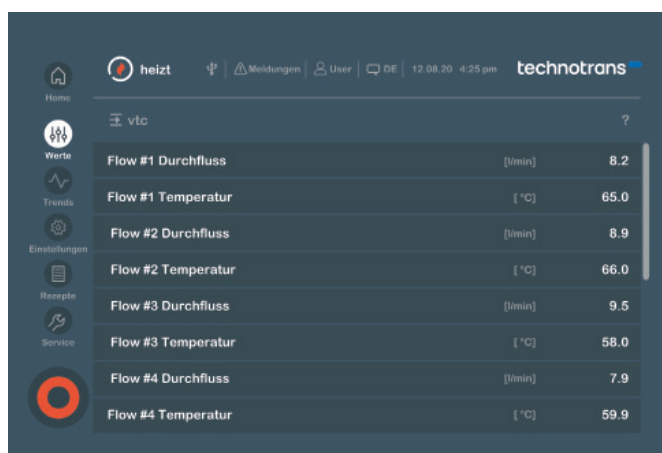 heizt Meldungen User DE 12.08.20 4:25 pm technotrans
Home
vtc ?
Werte
Flow #1 Durchfluss [l/min] 8.2
Flow #1 Temperatur [°C] 65.0
Trends
Flow #2 Durchfluss [l/min] 8.9
Einstellungen
Flow #2 Temperatur [°C] 66.0
Rezepte
Flow #3 Durchfluss [l/min] 9.5
Service
Flow #3 Temperatur [°C] 58.0
Flow #4 Durchfluss [l/min] 7.9
Flow #4 Temperatur [°C] 59.9